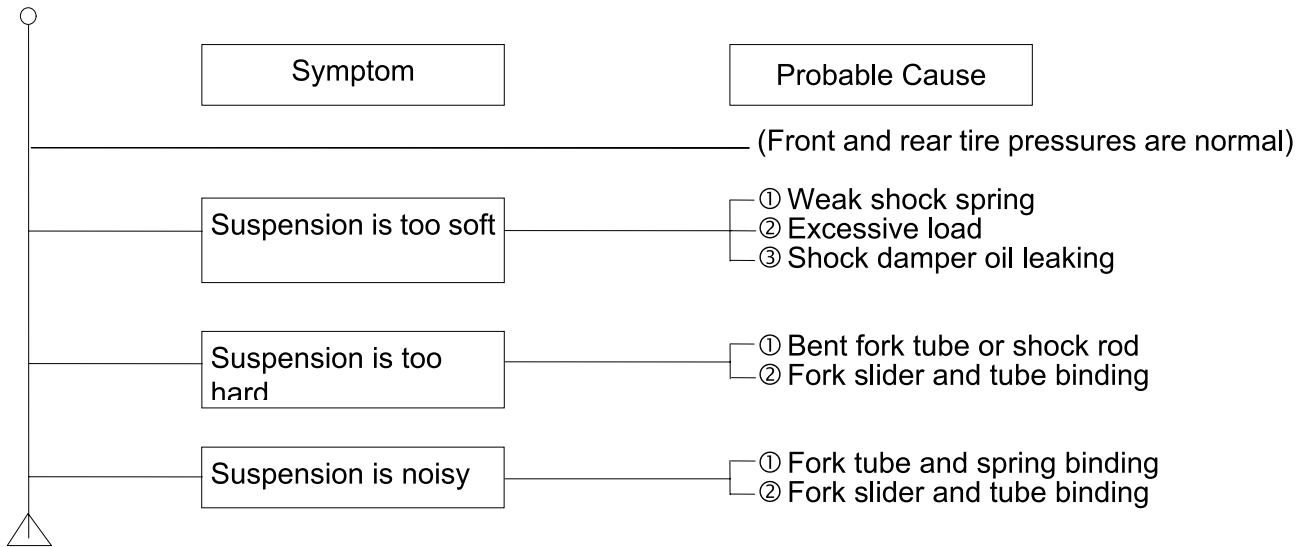 Symptom
Probable Cause
(Front and rear tire pressures are normal)
Suspension is too soft
① Weak shock spring
② Excessive load
③ Shock damper oil leaking
Suspension is too
hard
① Bent fork tube or shock rod
② Fork slider and tube binding
Suspension is noisy
① Fork tube and spring binding
② Fork slider and tube binding